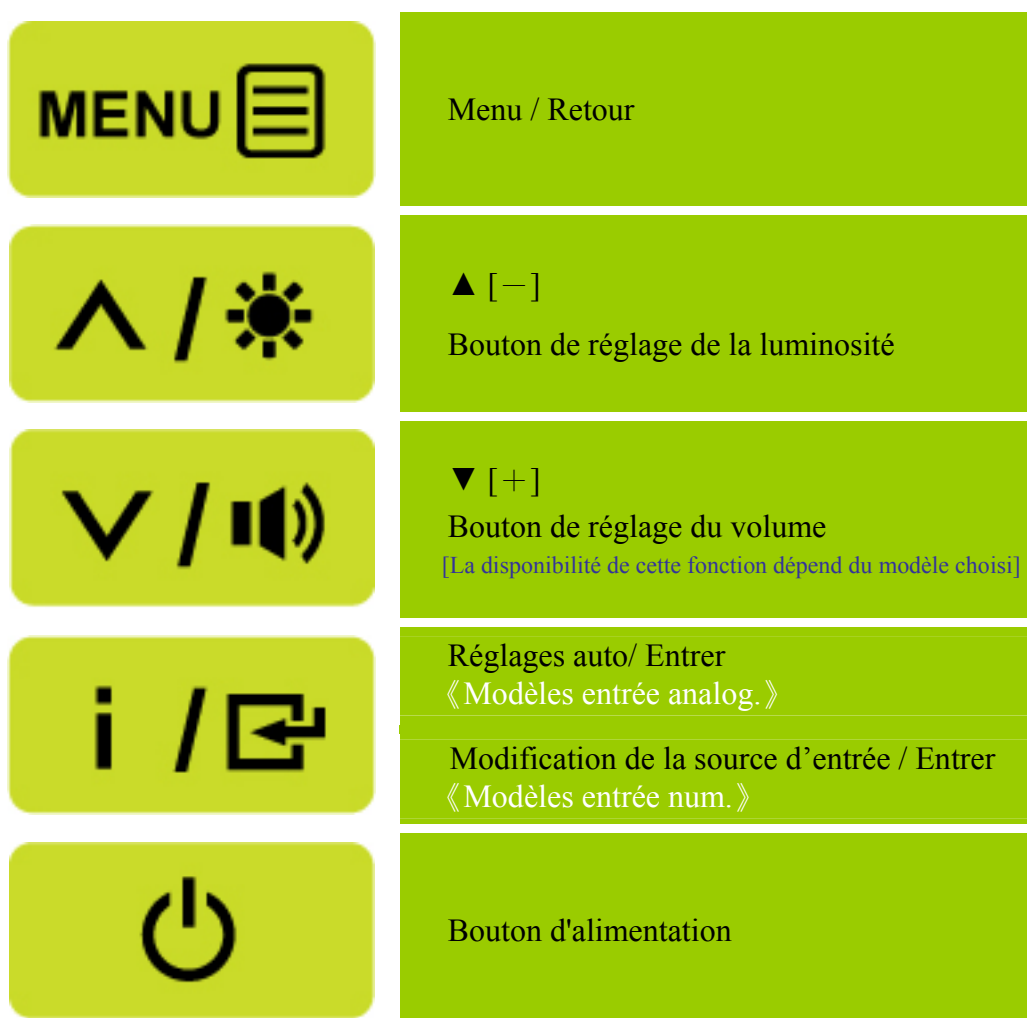 MENU
Menu / Retour
/
▲ [－]
Bouton de réglage de la luminosité
/
▼ [＋]
Bouton de réglage du volume
[La disponibilité de cette fonction dépend du modèle choisi]
i /
Réglages auto/ Entrer
《Modèles entrée analog.》
Modification de la source d’entrée / Entrer
《Modèles entrée num.》
Bouton d'alimentation